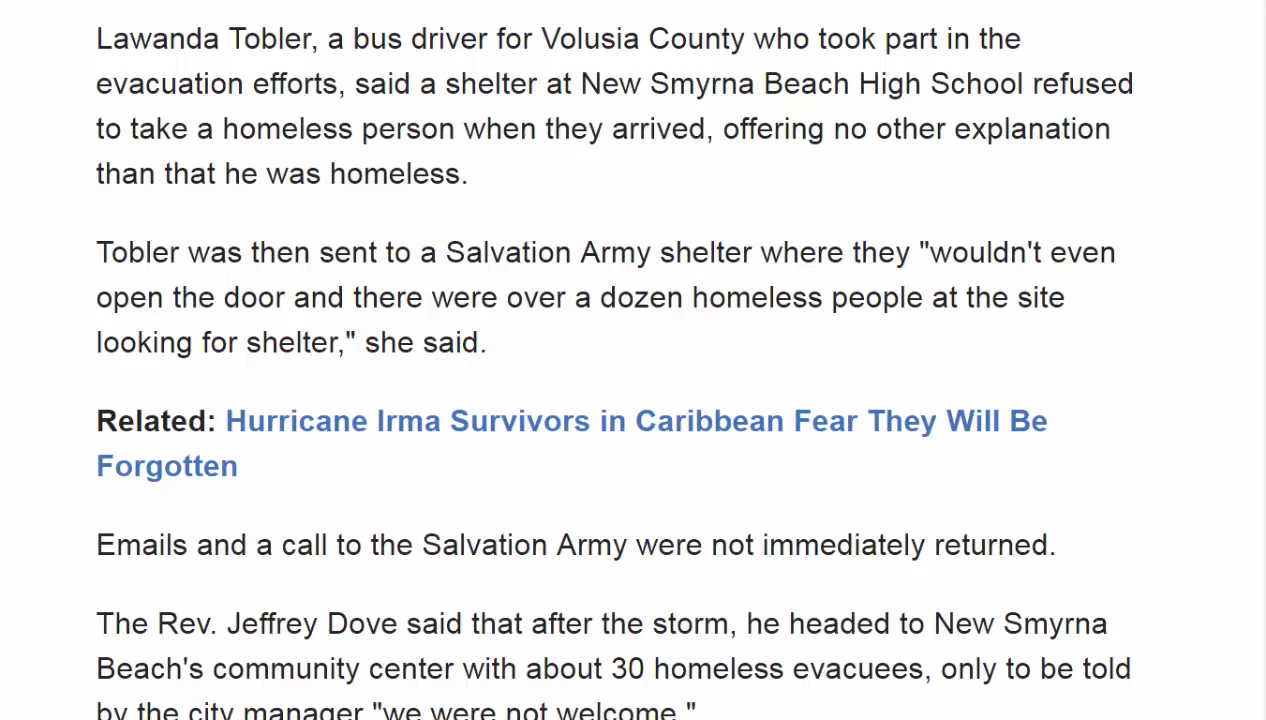 Lawanda Tobler, a bus driver for Volusia County who took part in the
evacuation efforts, said a shelter at New Smyrna Beach High School refused
to take a homeless person when they arrived, offering no other explanation
than that he was homeless.
Tobler was then sent to a Salvation Army shelter where they "wouldn't even
open the door and there were over a dozen homeless people at the site
looking for shelter," she said.
Related: Hurricane Irma Survivors in Caribbean Fear They Will Be
Forgotten
Emails and a call to the Salvation Army were not immediately returned.
The Rev. Jeffrey Dove said that after the storm, he headed to New Smyrna
Beach's community center with about 30 homeless evacuees, only to be told
by the city manager "we were not welcome."